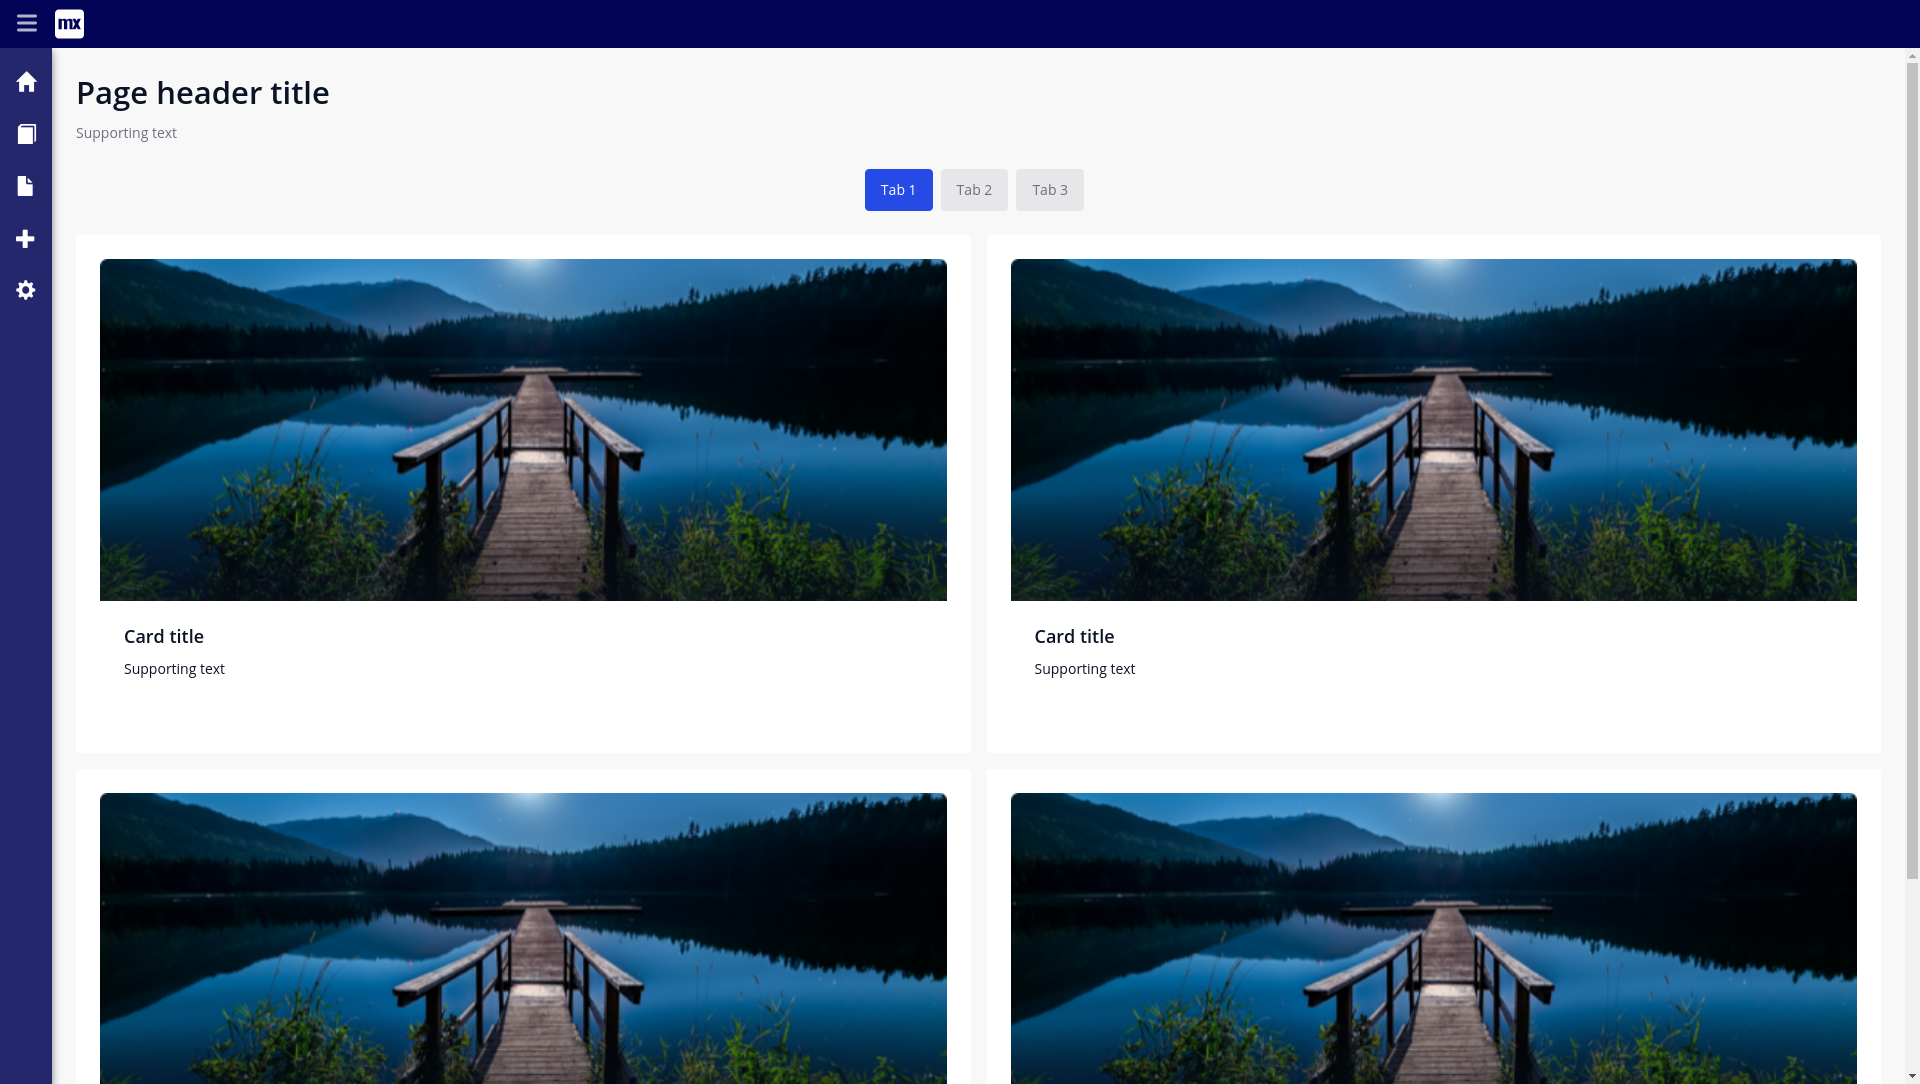 mx
Page header title
Supporting text
Tab 1
Tab 2
Tab 3
Card title
Supporting text
Card title
Supporting text